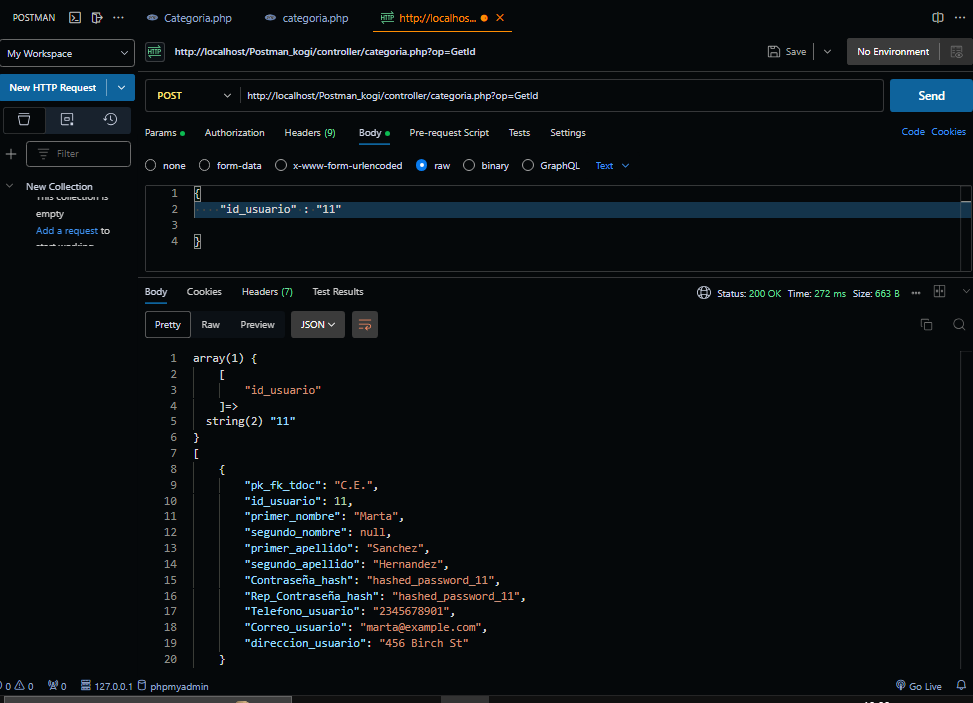 POSTMAN ··· Categoria.php categoria.php http://localhos... ···
My Workspace http://localhost/Postman_kogi/controller/categoria.php?op=GetId Save No Environment
New HTTP Request POST http://localhost/Postman_kogi/controller/categoria.php?op=GetId Send
Params Authorization Headers (9) Body Pre-request Script Tests Settings Code Cookies
Filter
none form-data x-www-form-urlencoded raw binary GraphQL Text
New Collection
This collection is
empty
Add a request to
start working.
1 {
2 "id_usuario" : "11"
3
4 }
Body Cookies Headers (7) Test Results Status: 200 OK Time: 272 ms Size: 663 B ···
Pretty Raw Preview JSON
1 array(1) {
2 [
3 "id_usuario"
4 ]=>
5 string(2) "11"
6 }
7 [
8 {
9 "pk_fk_tdoc": "C.E.",
10 "id_usuario": 11,
11 "primer_nombre": "Marta",
12 "segundo_nombre": null,
13 "primer_apellido": "Sanchez",
14 "segundo_apellido": "Hernandez",
15 "Contraseña_hash": "hashed_password_11",
16 "Rep_Contraseña_hash": "hashed_password_11",
17 "Telefono_usuario": "2345678901",
18 "Correo_usuario": "marta@example.com",
19 "direccion_usuario": "456 Birch St"
20 }
0 0 0 127.0.0.1 phpmyadmin Go Live